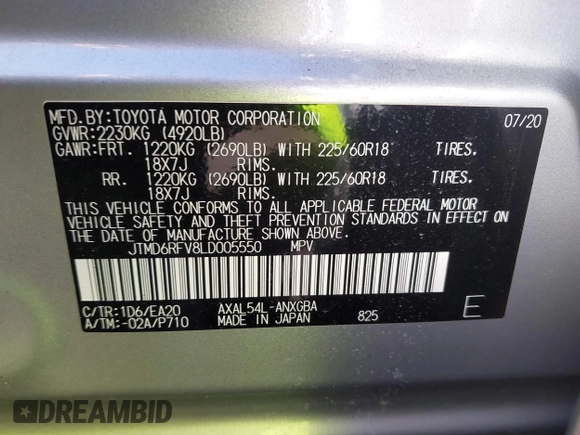 MFD.BY:TOYOTA MOTOR CORPORATION 07/20
GVWR:2230KG (4920LB)
GAWR:FRT. 1220KG (2690LB) WITH 225/60R18 TIRES.
18X7J RIMS.
RR. 1220KG (2690LB) WITH 225/60R18 TIRES.
18X7J RIMS.
THIS VEHICLE CONFORMS TO ALL APPLICABLE FEDERAL MOTOR
VEHICLE SAFETY AND THEFT PREVENTION STANDARDS IN EFFECT ON
THE DATE OF MANUFACTURE SHOWN ABOVE.
JTMD6RFV8LD005550 MPV
C/TR:1D6/EA20 AXAL54L-ANXGBA
A/TM:-02A/P710 MADE IN JAPAN 825 E
DREAMBID